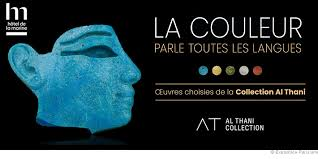 hm
hôtel de
la marine
LA COULEUR
PARLE TOUTES LES LANGUES
Œuvres choisies de la Collection Al Thani
AT
AL THANI
COLLECTION